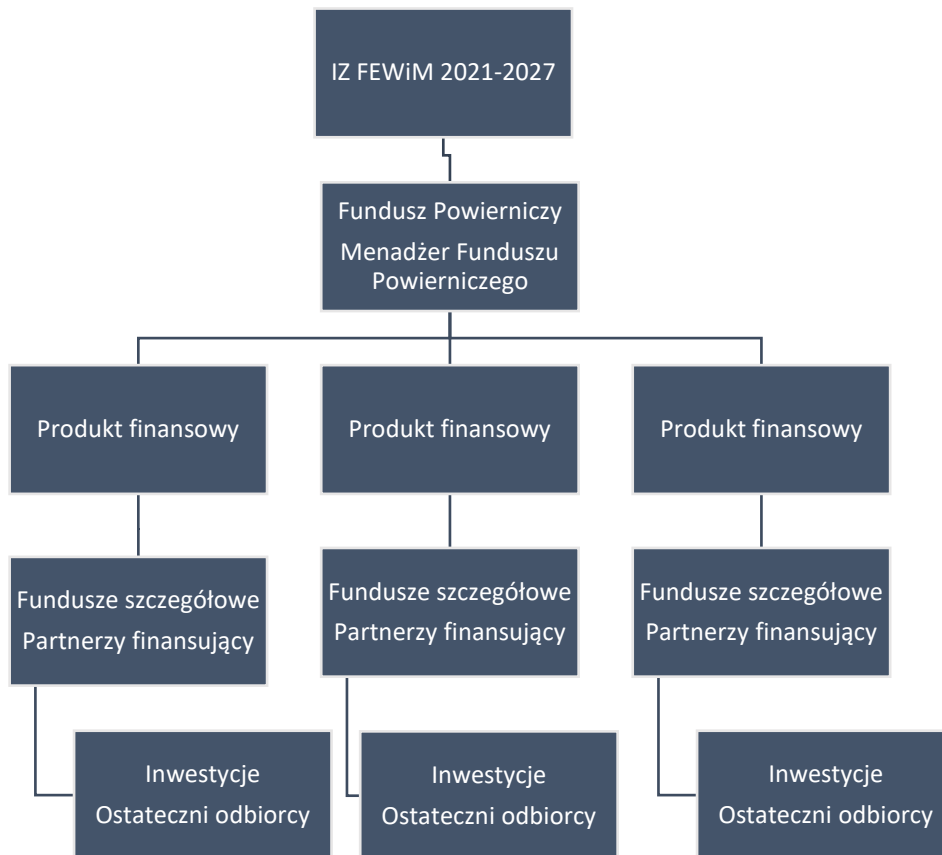 IZ FEWiM 2021-2027
Fundusz Powierniczy
Menadżer Funduszu
Powierniczego
Produkt finansowy
Produkt finansowy
Produkt finansowy
Fundusze szczegółowe
Partnerzy finansujący
Fundusze szczegółowe
Partnerzy finansujący
Fundusze szczegółowe
Partnerzy finansujący
Inwestycje
Ostateczni odbiorcy
Inwestycje
Ostateczni odbiorcy
Inwestycje
Ostateczni odbiorcy